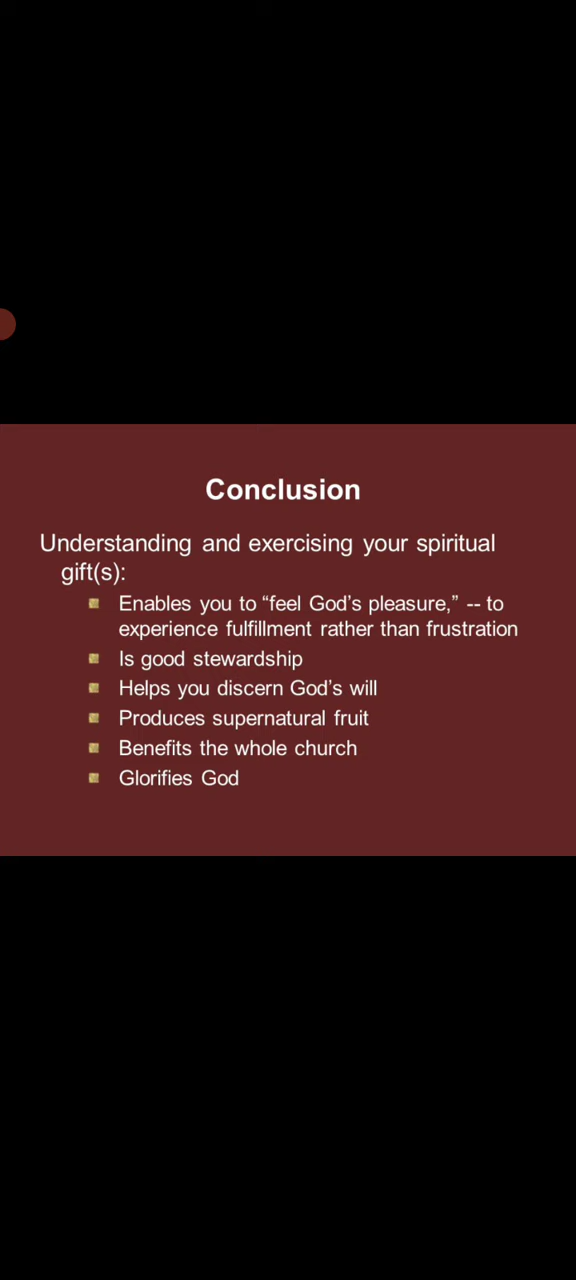 Conclusion
Understanding and exercising your spiritual
gift(s):
Enables you to “feel God’s pleasure,” -- to
experience fulfillment rather than frustration
Is good stewardship
Helps you discern God’s will
Produces supernatural fruit
Benefits the whole church
Glorifies God